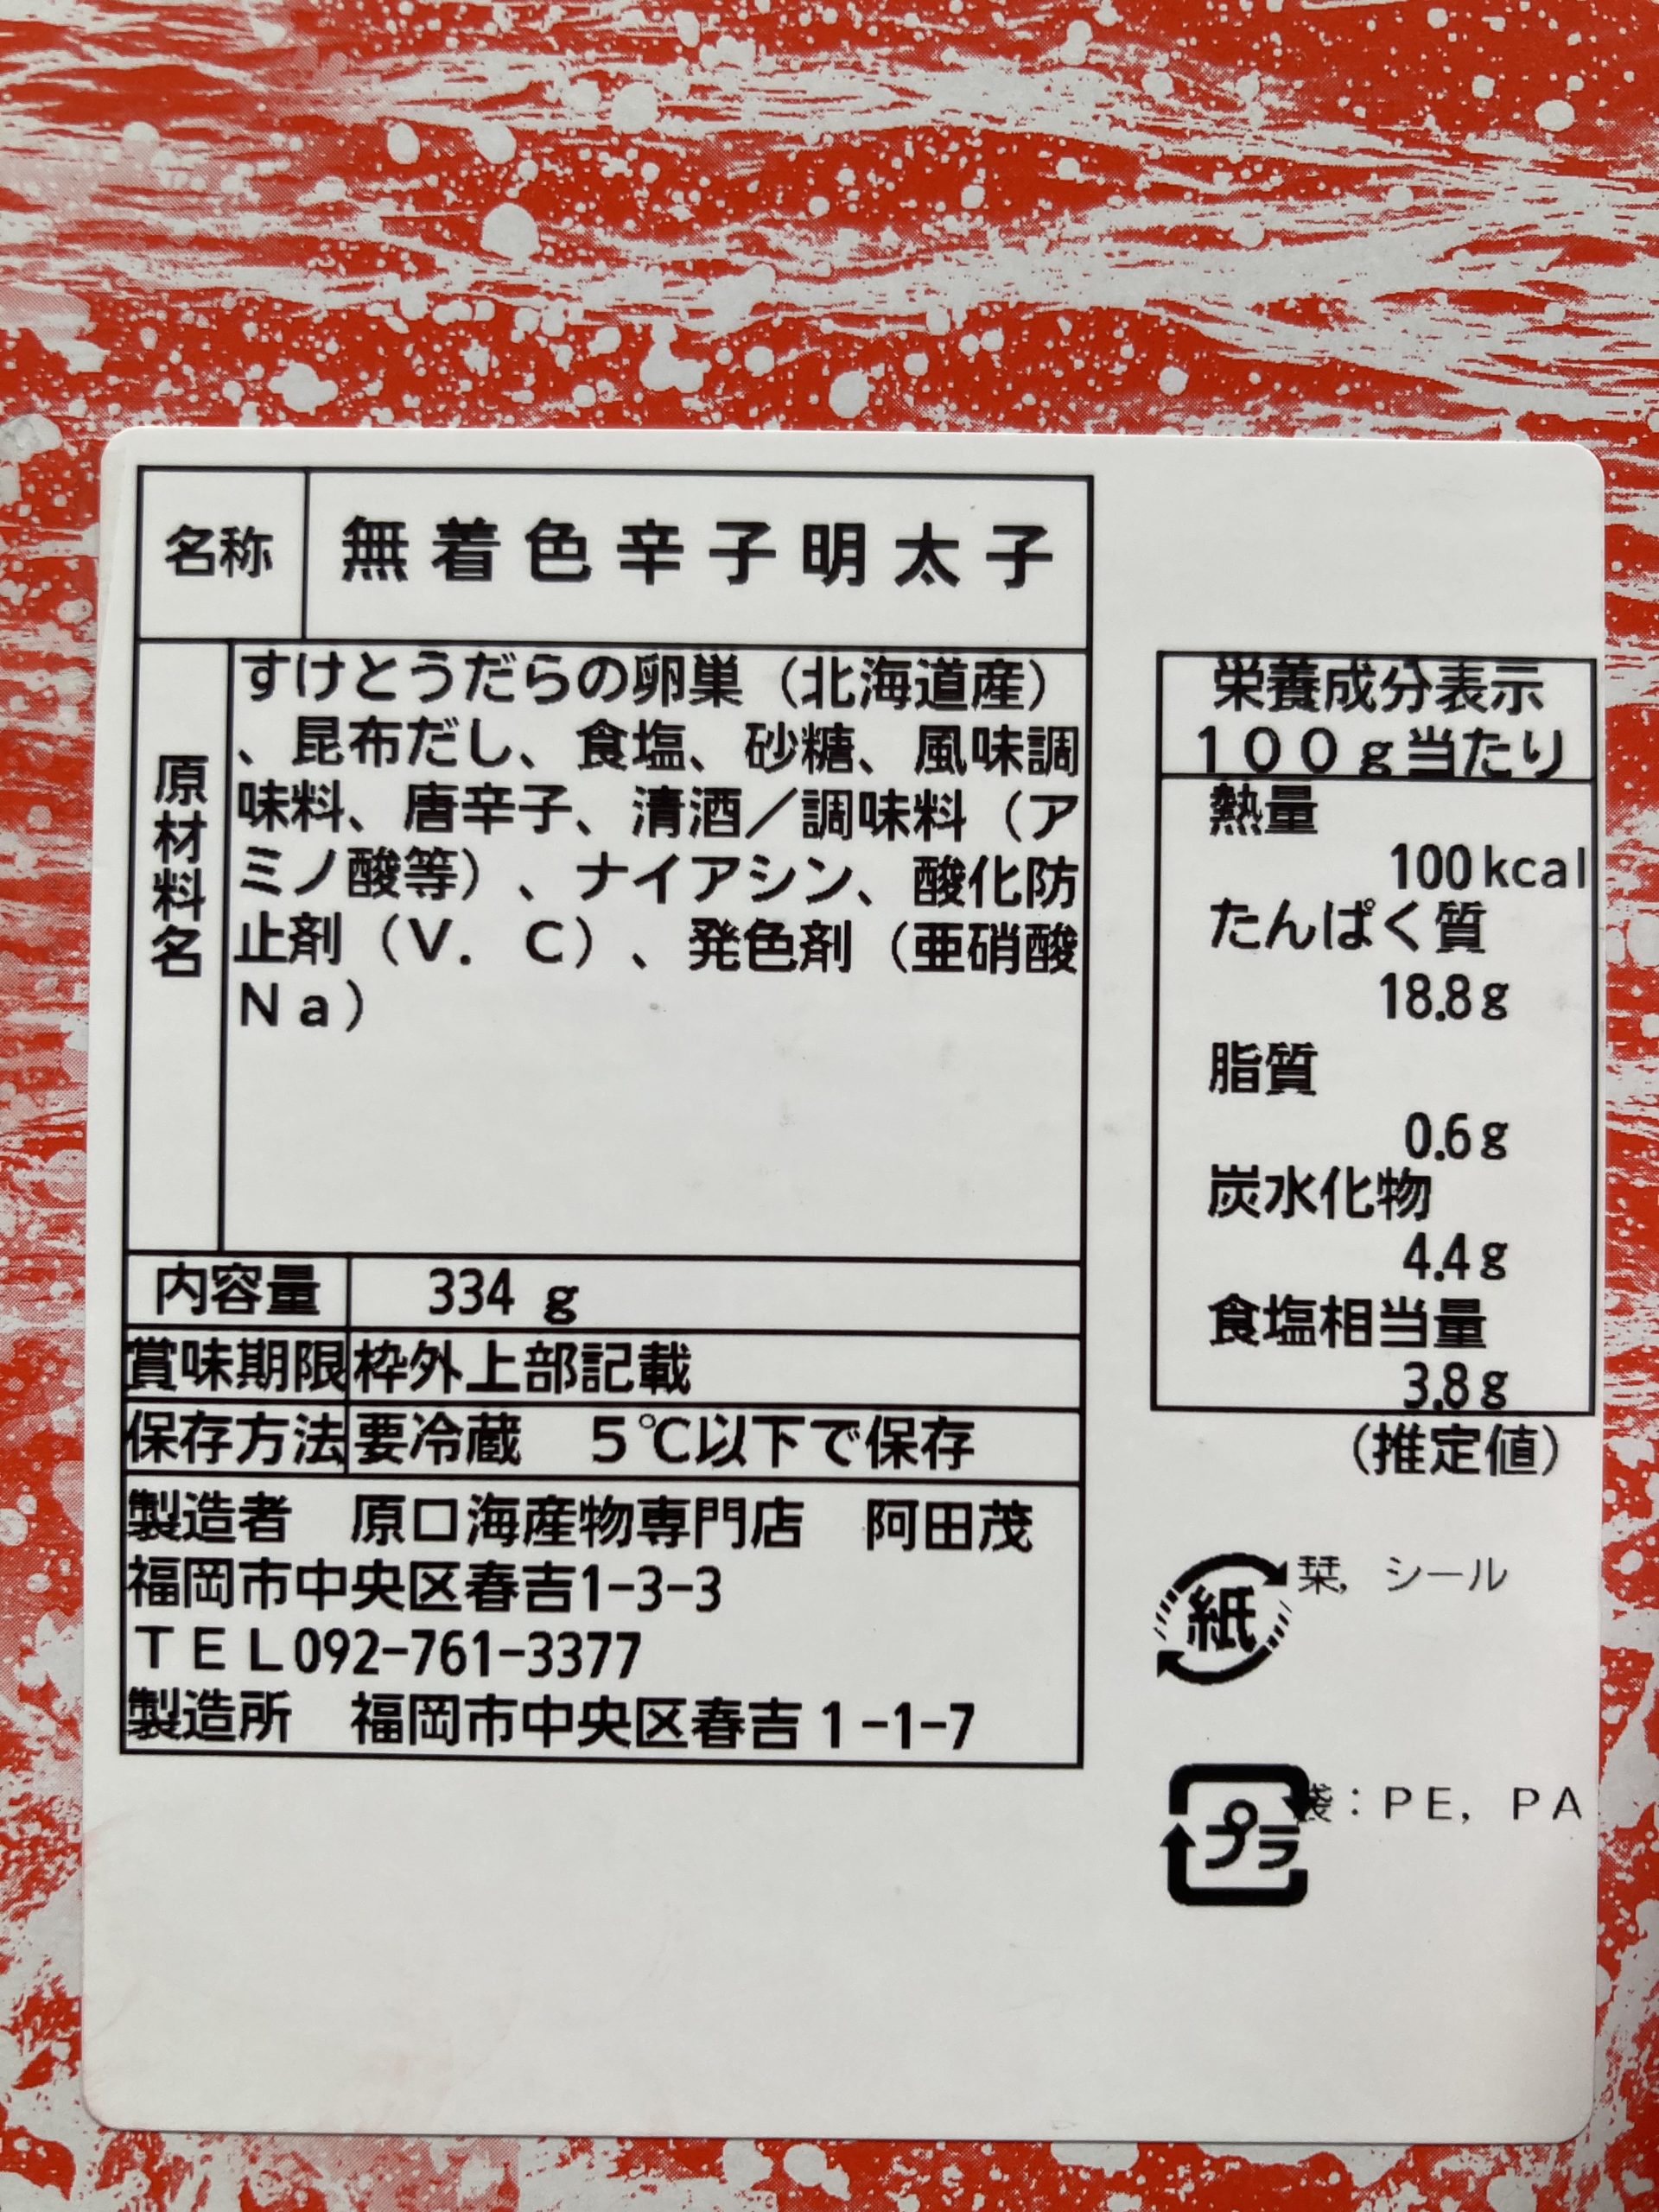 名称 無着色辛子明太子
原材料名
すけとうだらの卵巣（北海道産）
、昆布だし、食塩、砂糖、風味調
味料、唐辛子、清酒／調味料（ア
ミノ酸等）、ナイアシン、酸化防
止剤（V．C）、発色剤（亜硝酸
Na）
内容量 334 g
賞味期限 枠外上部記載
保存方法 要冷蔵　5℃以下で保存
製造者　原口海産物専門店　阿田茂
福岡市中央区春吉1-3-3
TEL092-761-3377
製造所　福岡市中央区春吉1-1-7
栄養成分表示
100g当たり
熱量
100kcal
たんぱく質
18.8g
脂質
0.6g
炭水化物
4.4g
食塩相当量
3.8g
（推定値）
紙 栞，シール
プラ ：PE，PA